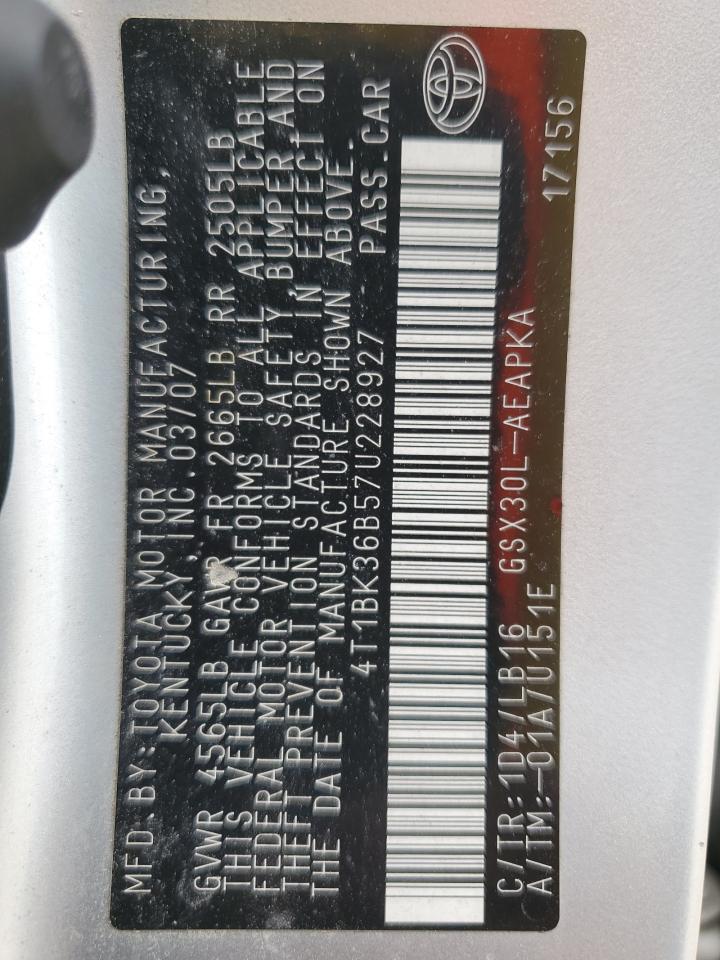 MFD.BY:TOYOTA MOTOR MANUFACTURING,
KENTUCKY,INC.03/07
GVWR 4565LB GAWR FR 2665LB RR 2505LB
THIS VEHICLE CONFORMS TO ALL APPLICABLE
FEDERAL MOTOR VEHICLE SAFETY, BUMPER AND
THEFT PREVENTION STANDARDS IN EFFECT ON
THE DATE OF MANUFACTURE SHOWN ABOVE.
4T1BK36B57U228927 PASS.CAR
C/TR:1D4/LB16 GSX30L-AEAPKA
A/TM:-01A/U151E 17156